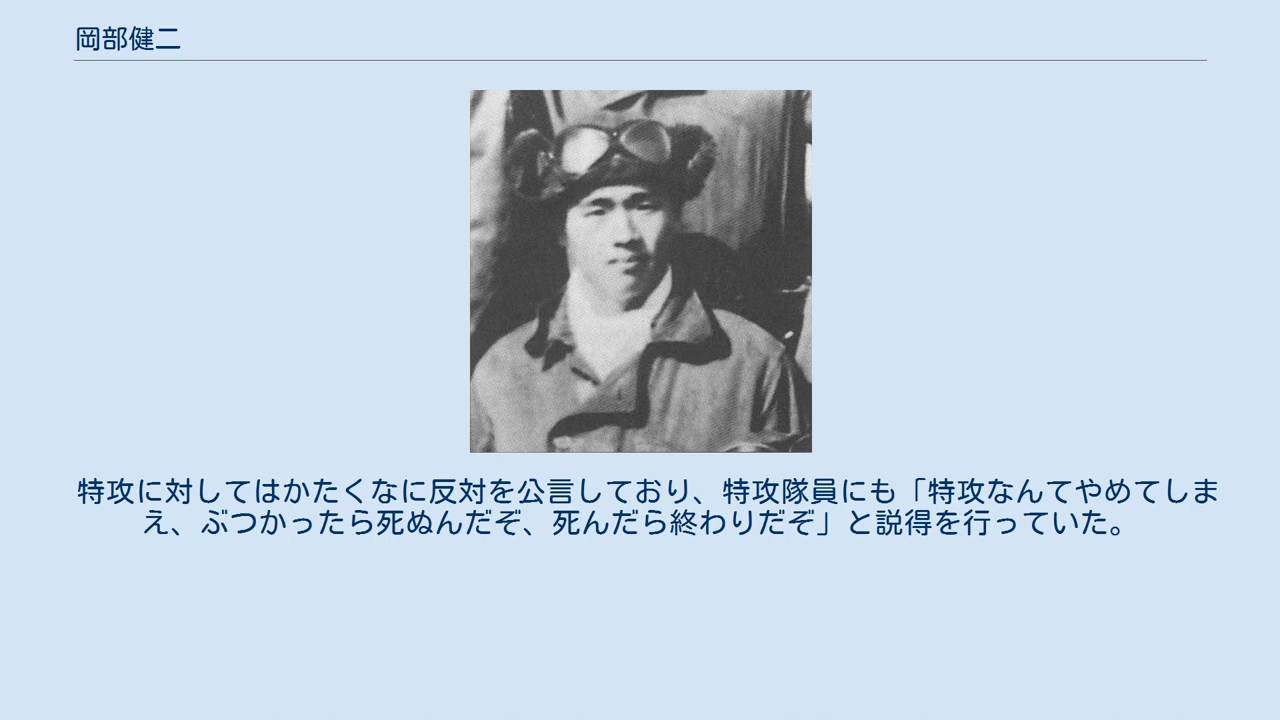 岡部健二
特攻に対してはかたくなに反対を公言しており、特攻隊員にも「特攻なんてやめてしま
え、ぶつかったら死ぬんだぞ、死んだら終わりだぞ」と説得を行っていた。